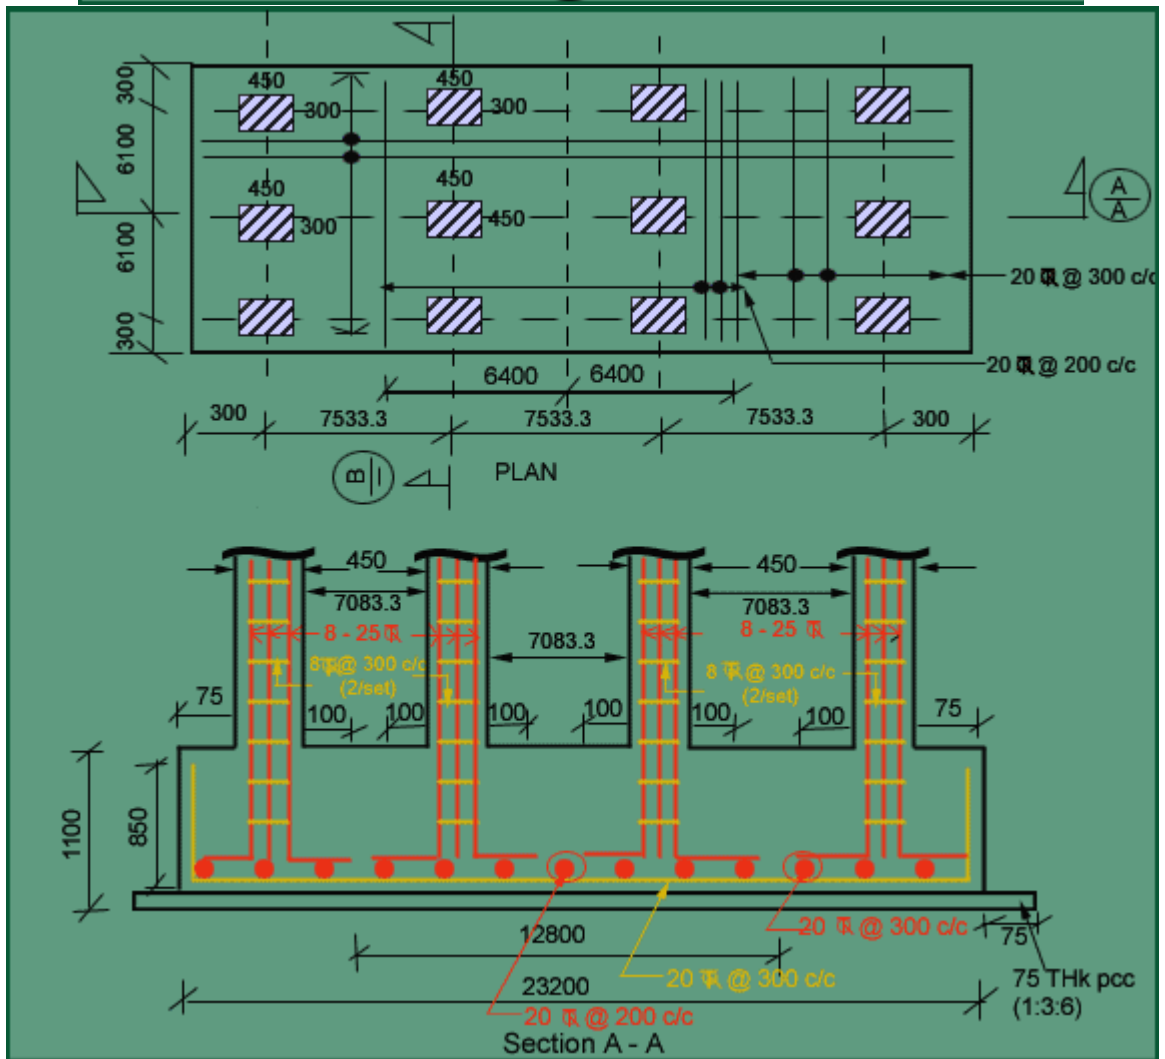 450
450
300
300
300
6100
450
450
300
450
A
A
6100
20 @ 300 c/c
300
20 @ 200 c/c
6400
6400
300
7533.3
7533.3
7533.3
300
B
I
PLAN
450
450
7083.3
7083.3
8 - 25
7083.3
8 - 25
8 @ 300 c/c
(2/set)
8 @ 300 c/c
(2/set)
75
100
100
100
100
100
100
75
1100
850
12800
20 @ 300 c/c
75
23200
20 @ 300 c/c
75 THk pcc
(1:3:6)
20 @ 200 c/c
Section A - A